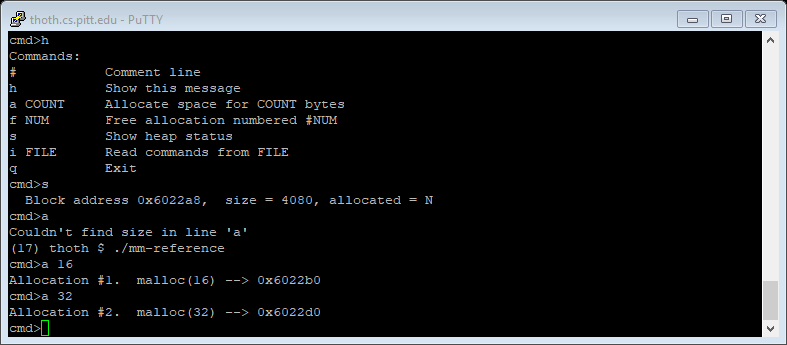 thoth.cs.pitt.edu - PuTTY
cmd>h
Commands:
#           Comment line
h           Show this message
a COUNT     Allocate space for COUNT bytes
f NUM       Free allocation numbered #NUM
s           Show heap status
i FILE      Read commands from FILE
q           Exit
cmd>s
  Block address 0x6022a8,  size = 4080, allocated = N
cmd>a
Couldn't find size in line 'a'
(17) thoth $ ./mm-reference
cmd>a 16
Allocation #1.  malloc(16) --> 0x6022b0
cmd>a 32
Allocation #2.  malloc(32) --> 0x6022d0
cmd>